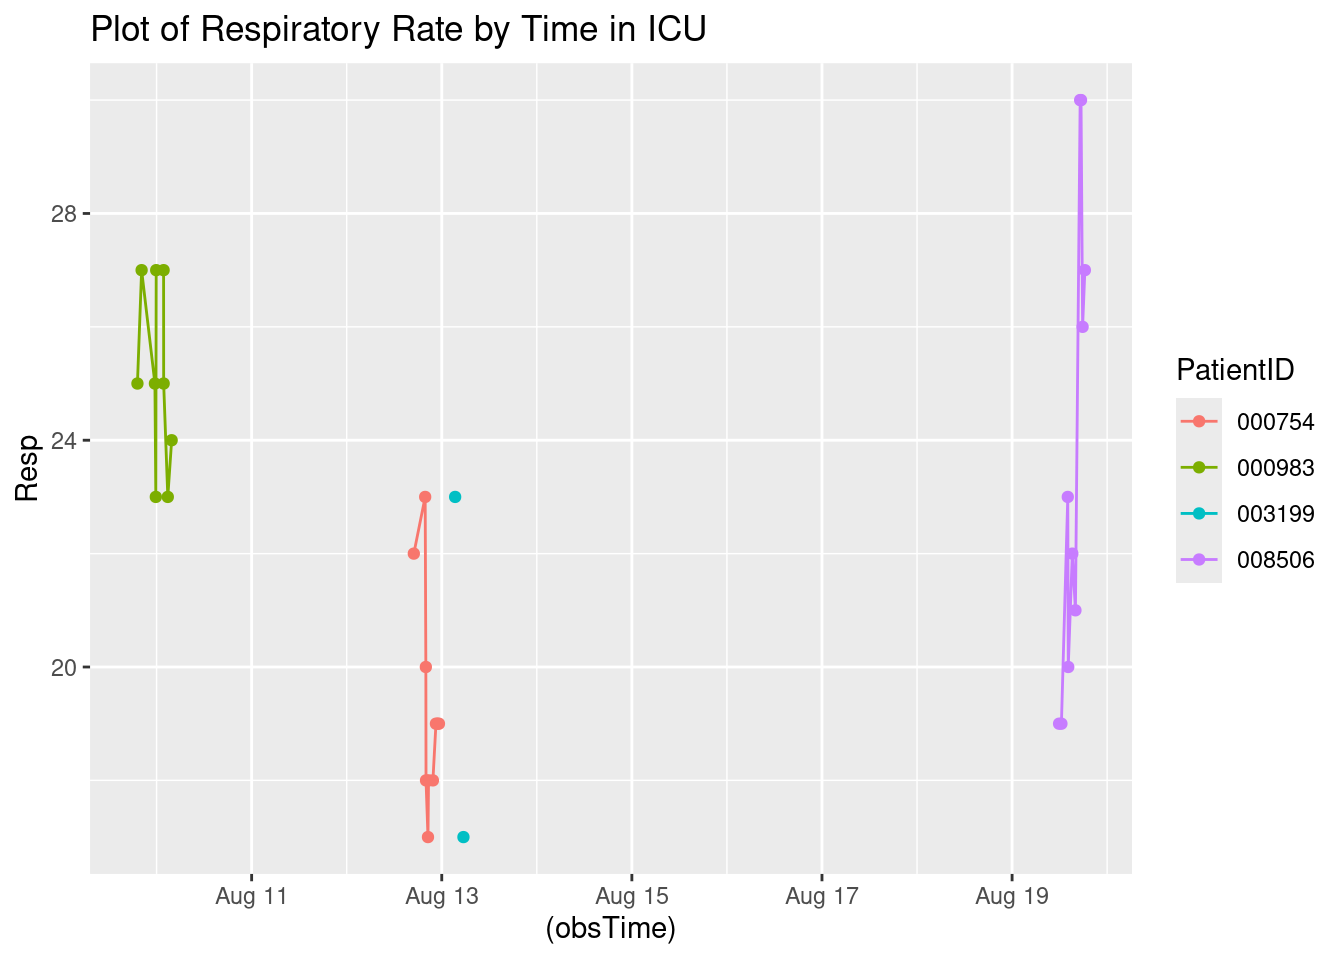 Plot of Respiratory Rate by Time in ICU
28
24
20
Resp
Aug 11
Aug 13
Aug 15
Aug 17
Aug 19
(obsTime)
PatientID
000754
000983
003199
008506